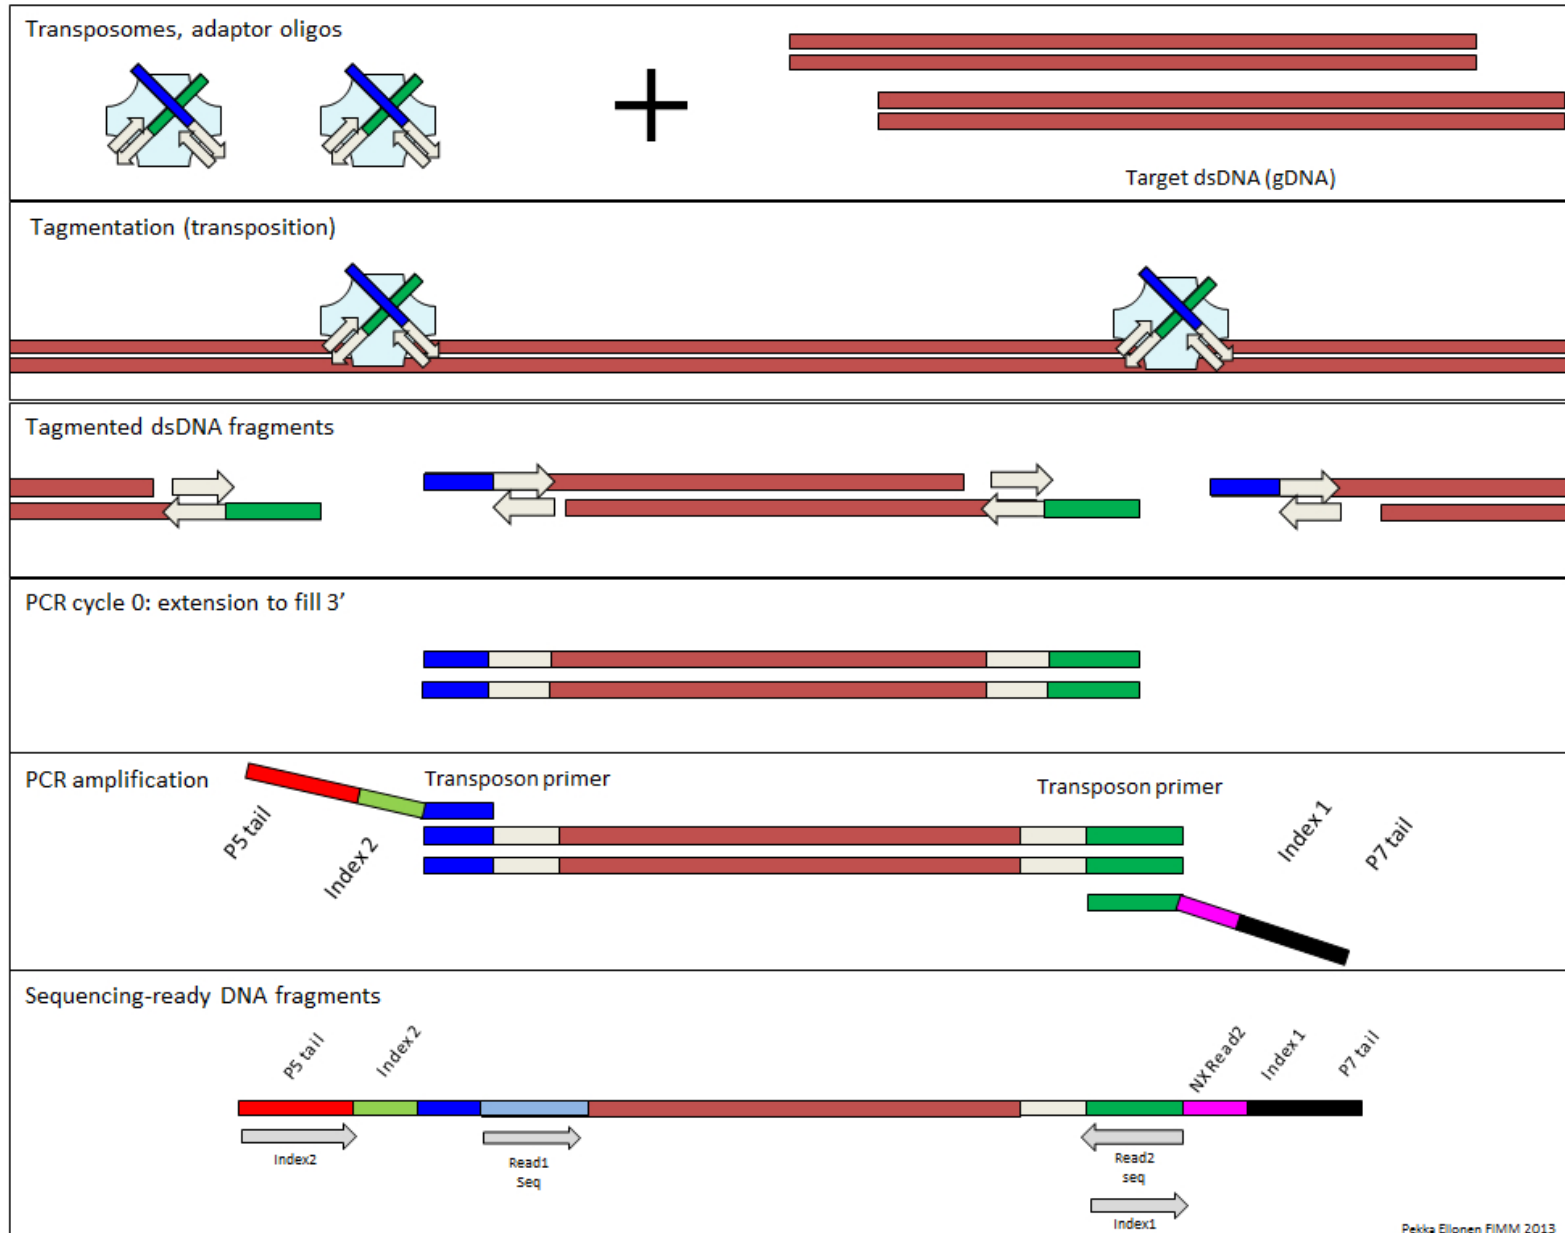 Transposomes, adaptor oligos
Target dsDNA (gDNA)
Tagmentation (transposition)
Tagmented dsDNA fragments
PCR cycle 0: extension to fill 3’
PCR amplification
Transposon primer
Transposon primer
P5 tail
Index 2
Index 1
P7 tail
Sequencing-ready DNA fragments
P5 tail
Index 2
NX Read2
Index 1
P7 tail
Index2
Read1
Seq
Read2
seq
Index1
Pekka Ellonen FIMM 2013